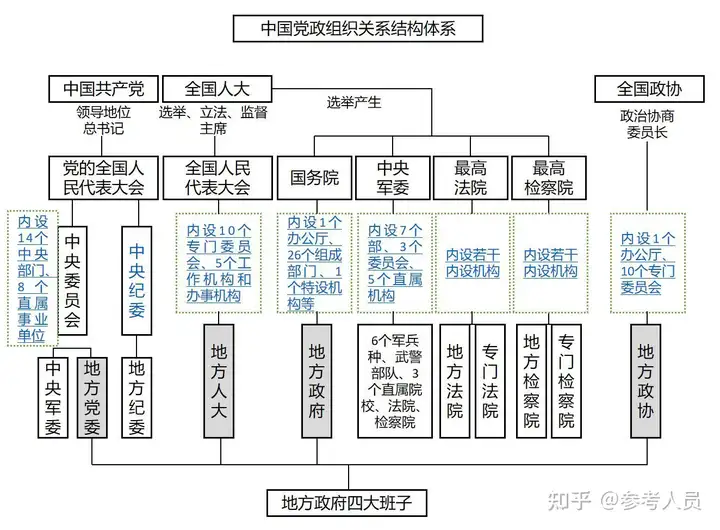 中国党政组织关系结构体系
中国共产党
领导地位
总书记
全国人大
选举、立法、监督
主席
选举产生
全国政协
政治协商
委员长
党的全国人
民代表大会
全国人民
代表大会
国务院
中央
军委
最高
法院
最高
检察院
内设
14个
中央
部门、
8个
直属
事业
单位
中央委员会
中央纪委
内设10个
专门委员
会、5个工
作机构和
办事机构
内设1个
办公厅、
26个组成
部门、1
个特设机
构等
内设7个
部、3个
委员会、
5个直属
机构
内设若干
内设机构
内设若干
内设机构
内设1个
办公厅、
10个专门
委员会
中央军委
地方党委
地方纪委
地方人大
地方政府
6个军兵
种、武警
部队、3
个直属院
校、法院、
检察院
地方法院
专门法院
地方检察院
专门检察院
地方政协
地方政府四大班子
知乎 @参考人员